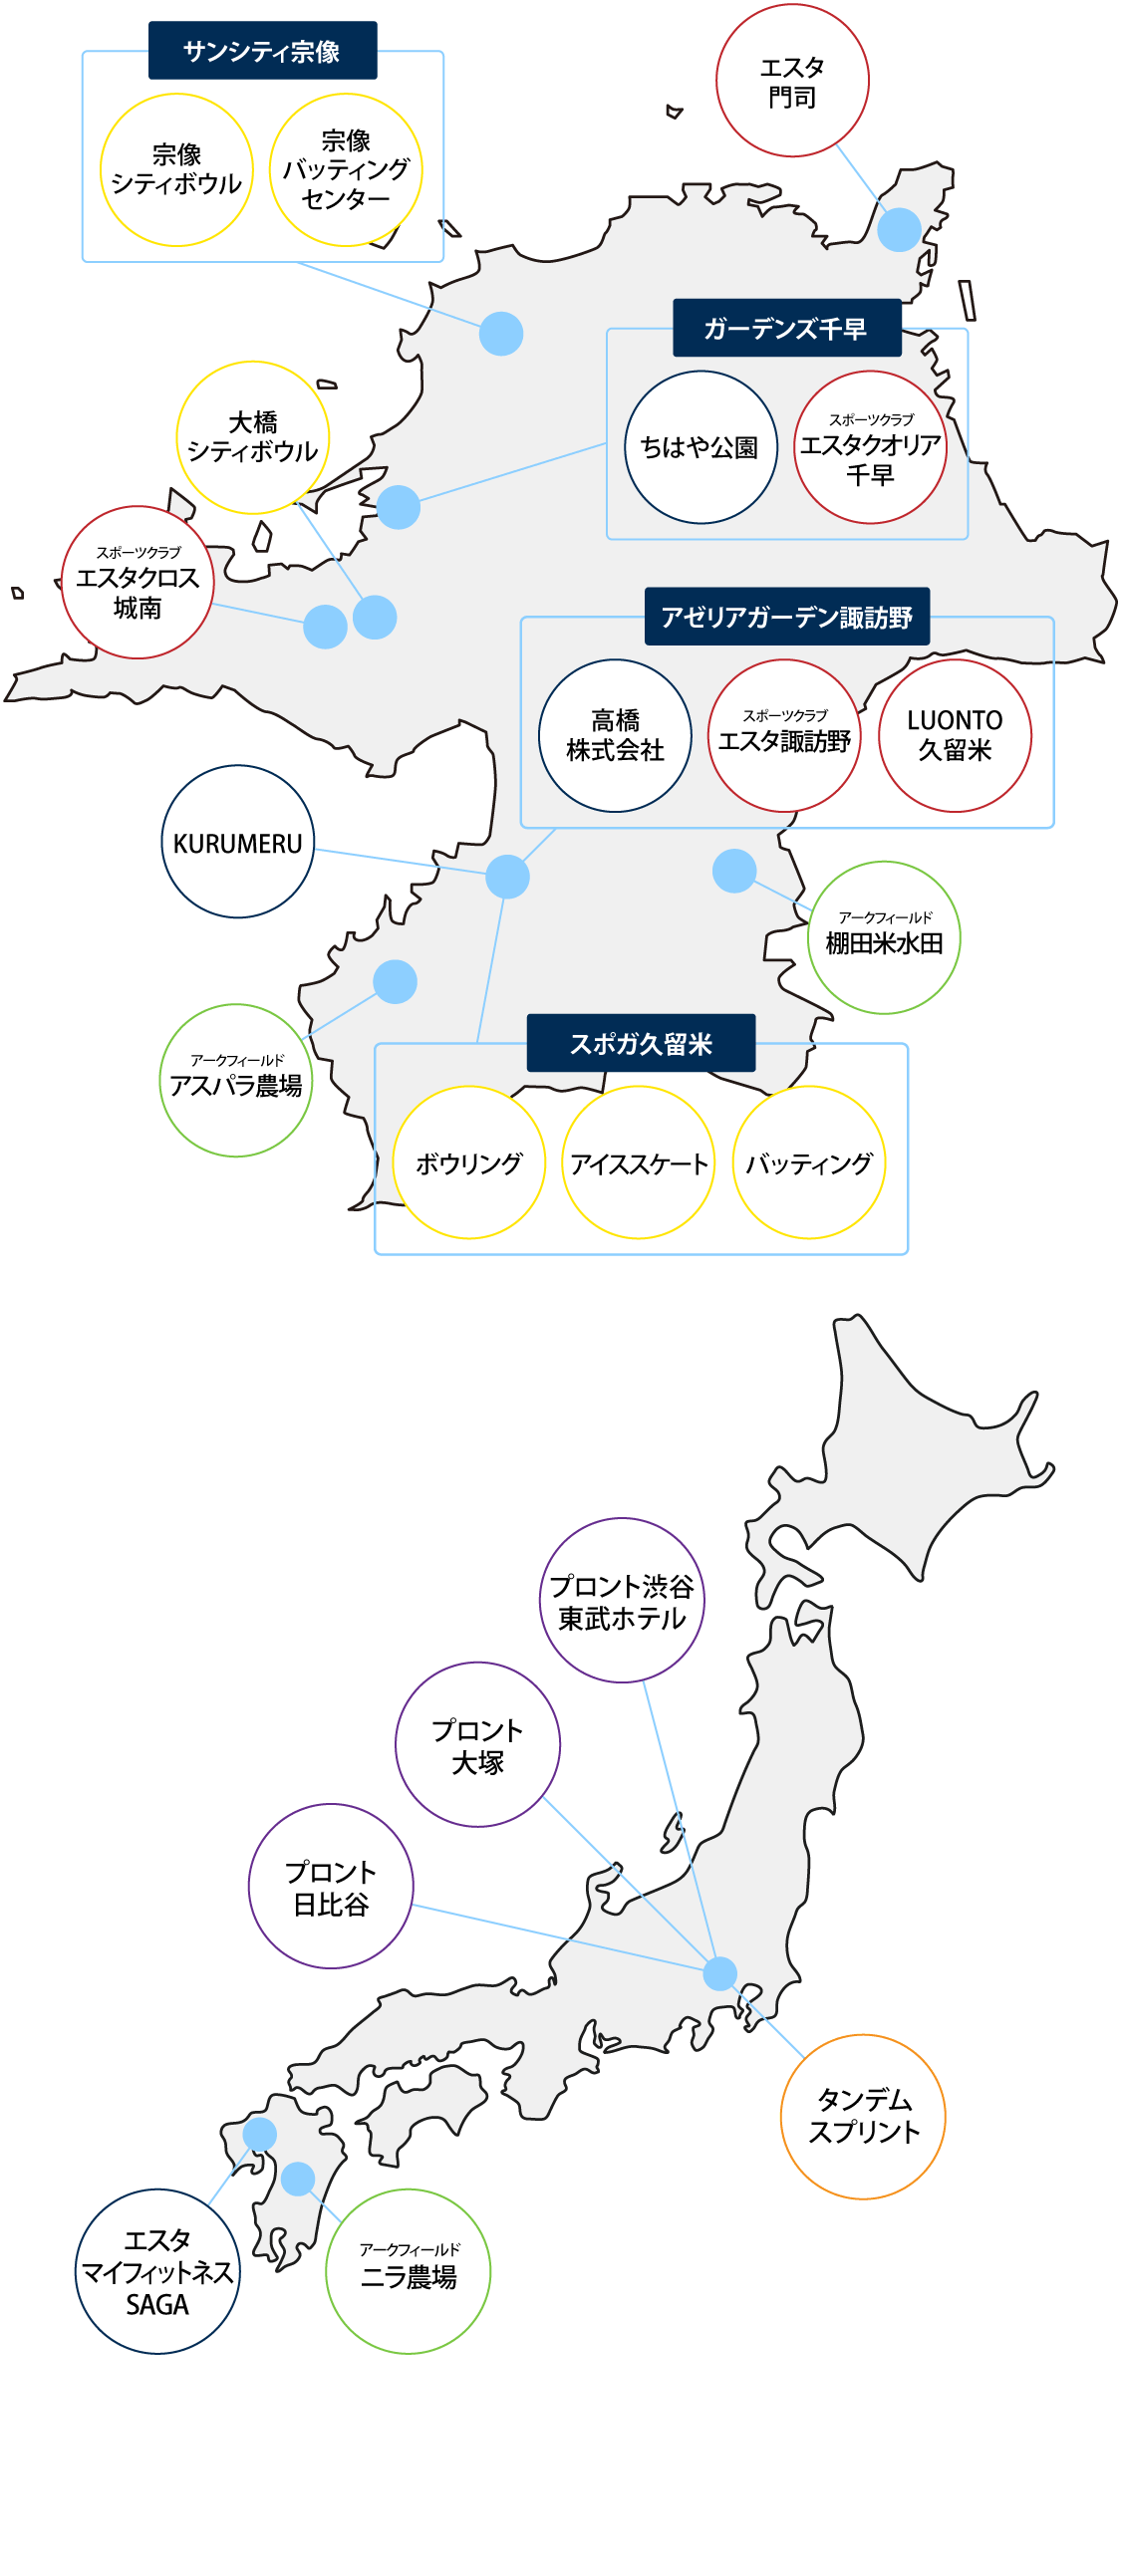 サンシティ宗像
宗像
シティボウル
宗像
バッティング
センター
エスタ
門司
ガーデンズ千早
ちはや公園
スポーツクラブ
エスタクオリア
千早
大橋
シティボウル
スポーツクラブ
エスタクロス
城南
アゼリアガーデン諏訪野
高橋
株式会社
スポーツクラブ
エスタ諏訪野
LUONTO
久留米
KURUMERU
アークフィールド
棚田米水田
アークフィールド
アスパラ農場
スポガ久留米
ボウリング
アイススケート
バッティング
プロント渋谷
東武ホテル
プロント
大塚
プロント
日比谷
タンデム
スプリント
エスタ
マイフィットネス
SAGA
アークフィールド
ニラ農場